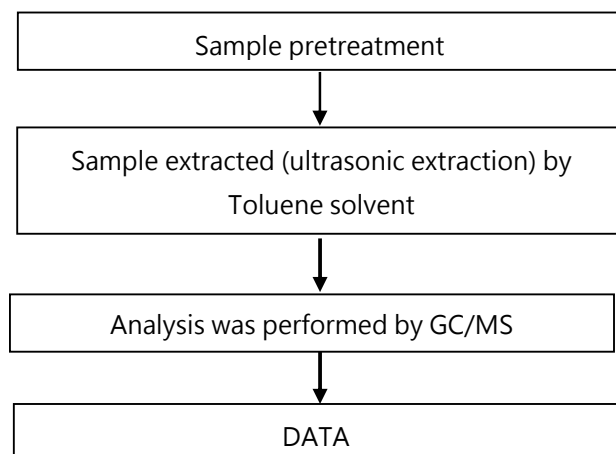 Sample pretreatment
Sample extracted (ultrasonic extraction) by
Toluene solvent
Analysis was performed by GC/MS
DATA